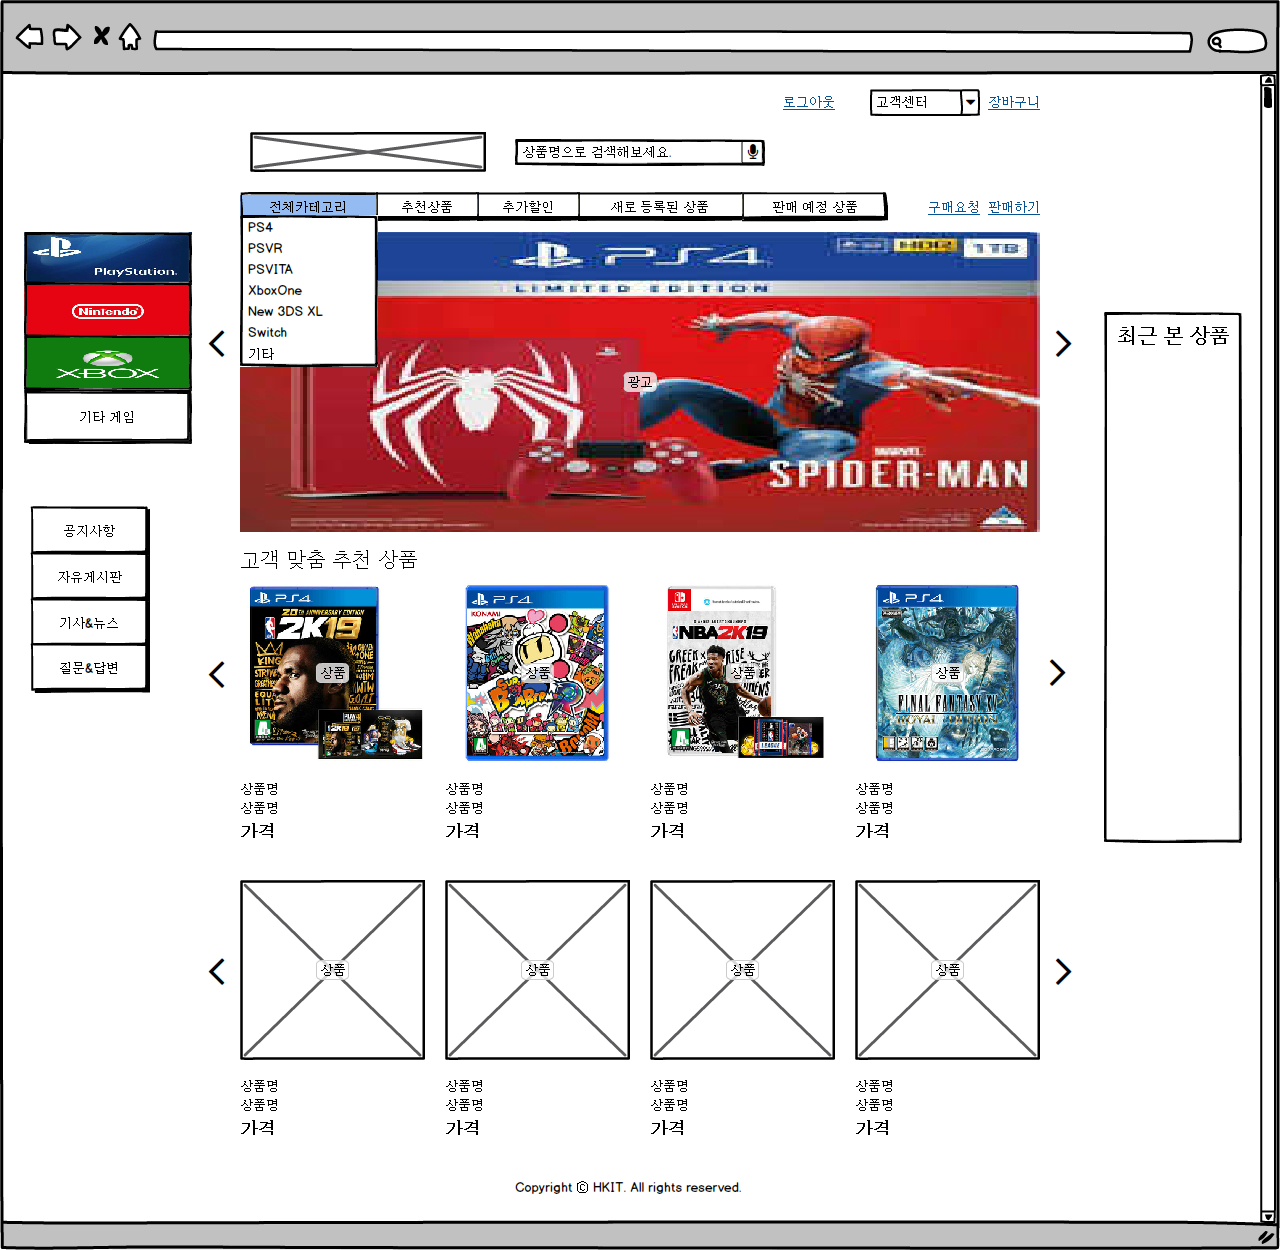 로그아웃
고객센터
장바구니
상품명으로 검색해보세요.
전체카테고리
추천상품
추가할인
새로 등록된 상품
판매 예정 상품
구매요청
판매하기
PS4
PSVR
PSVITA
XboxOne
New 3DS XL
Switch
기타
PlayStation.
Nintendo
XBOX
기타 게임
PS4
HDR
1TB
LIMITED EDITION
광고
MARVEL
SPIDER-MAN
최근 본 상품
공지사항
자유게시판
기사&뉴스
질문&답변
고객 맞춤 추천 상품
PS4
20TH ANNIVERSARY EDITION
2K19
상품
PS4
KONAMI
SUPER
BOMBERMAN
상품
NBA2K19
GREEK
FREAK
RISE
상품
LEAGUE
PS4
상품
FINAL FANTASY XV
ROYAL EDITION
상품명
상품명
가격
상품명
상품명
가격
상품명
상품명
가격
상품명
상품명
가격
상품
상품
상품
상품
상품명
상품명
가격
상품명
상품명
가격
상품명
상품명
가격
상품명
상품명
가격
Copyright © HKIT. All rights reserved.